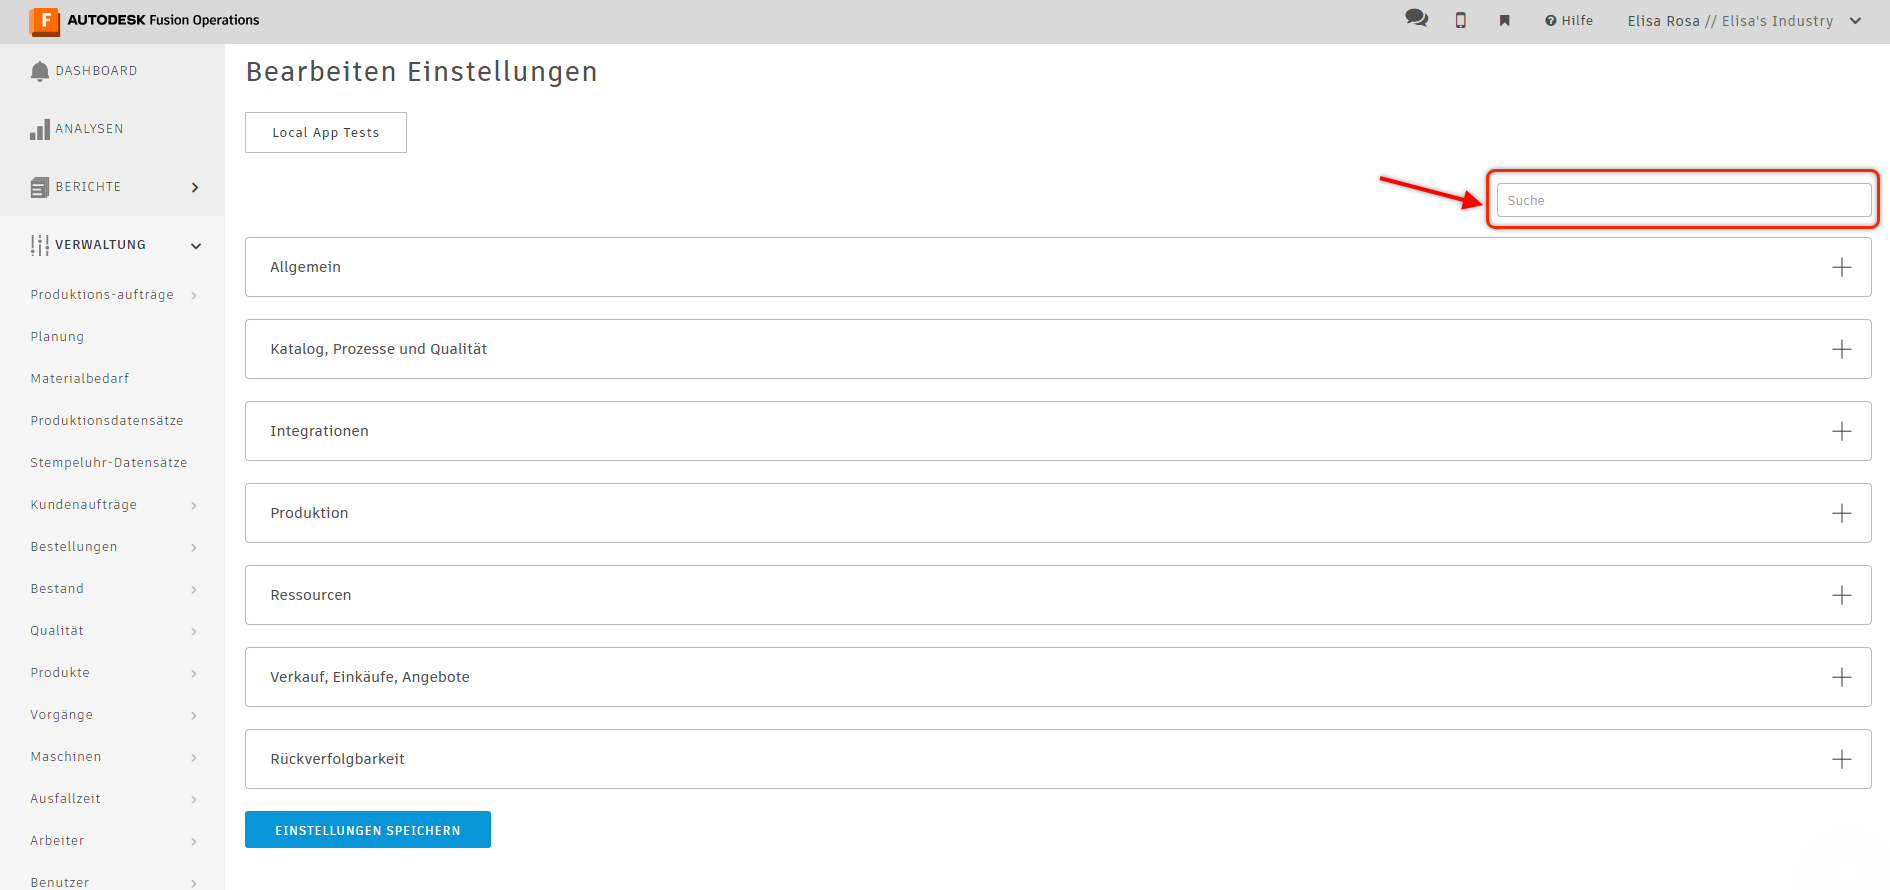 F AUTODESK Fusion Operations
Hilfe
Elisa Rosa // Elisa's Industry
DASHBOARD
ANALYSEN
BERICHTE
VERWALTUNG
Produktions-aufträge
Planung
Materialbedarf
Produktionsdatensätze
Stempeluhr-Datensätze
Kundenaufträge
Bestellungen
Bestand
Qualität
Produkte
Vorgänge
Maschinen
Ausfallzeit
Arbeiter
Benutzer
Bearbeiten Einstellungen
Local App Tests
Suche
Allgemein
Katalog, Prozesse und Qualität
Integrationen
Produktion
Ressourcen
Verkauf, Einkäufe, Angebote
Rückverfolgbarkeit
EINSTELLUNGEN SPEICHERN